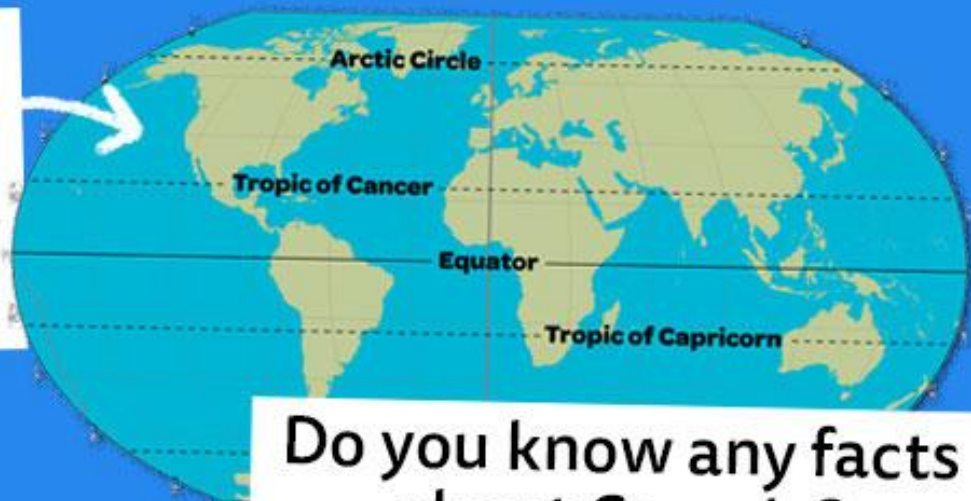 Arctic Circle
Tropic of Cancer
Equator
Tropic of Capricorn
Do you know any facts